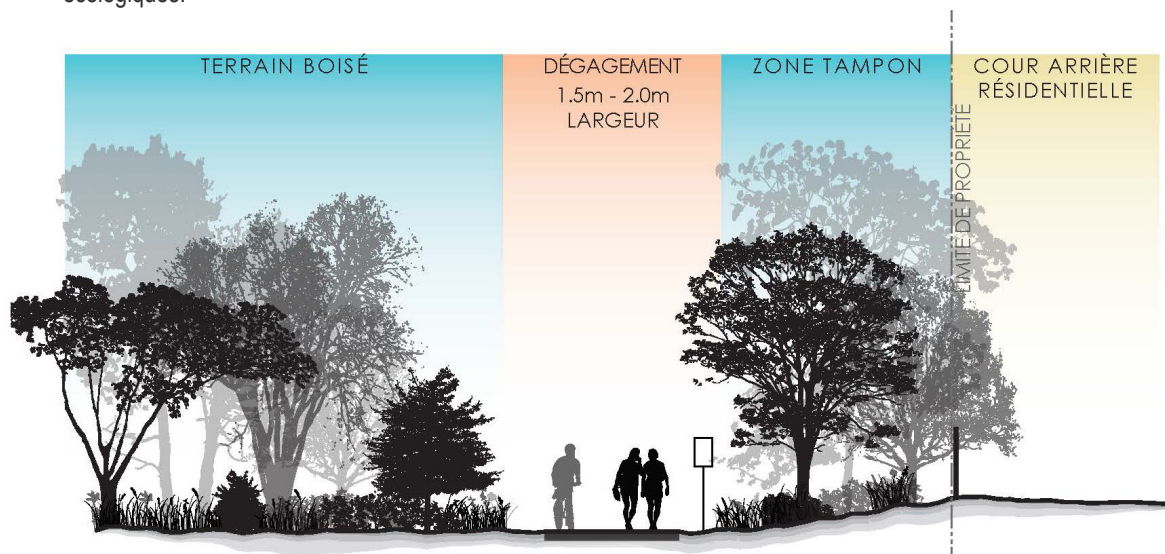 TERRAIN BOISÉ
DÉGAGEMENT
1.5m - 2.0m
LARGEUR
ZONE TAMPON
COUR ARRIÈRE
RÉSIDENTIELLE
LIMITE DE PROPRIÉTÉ